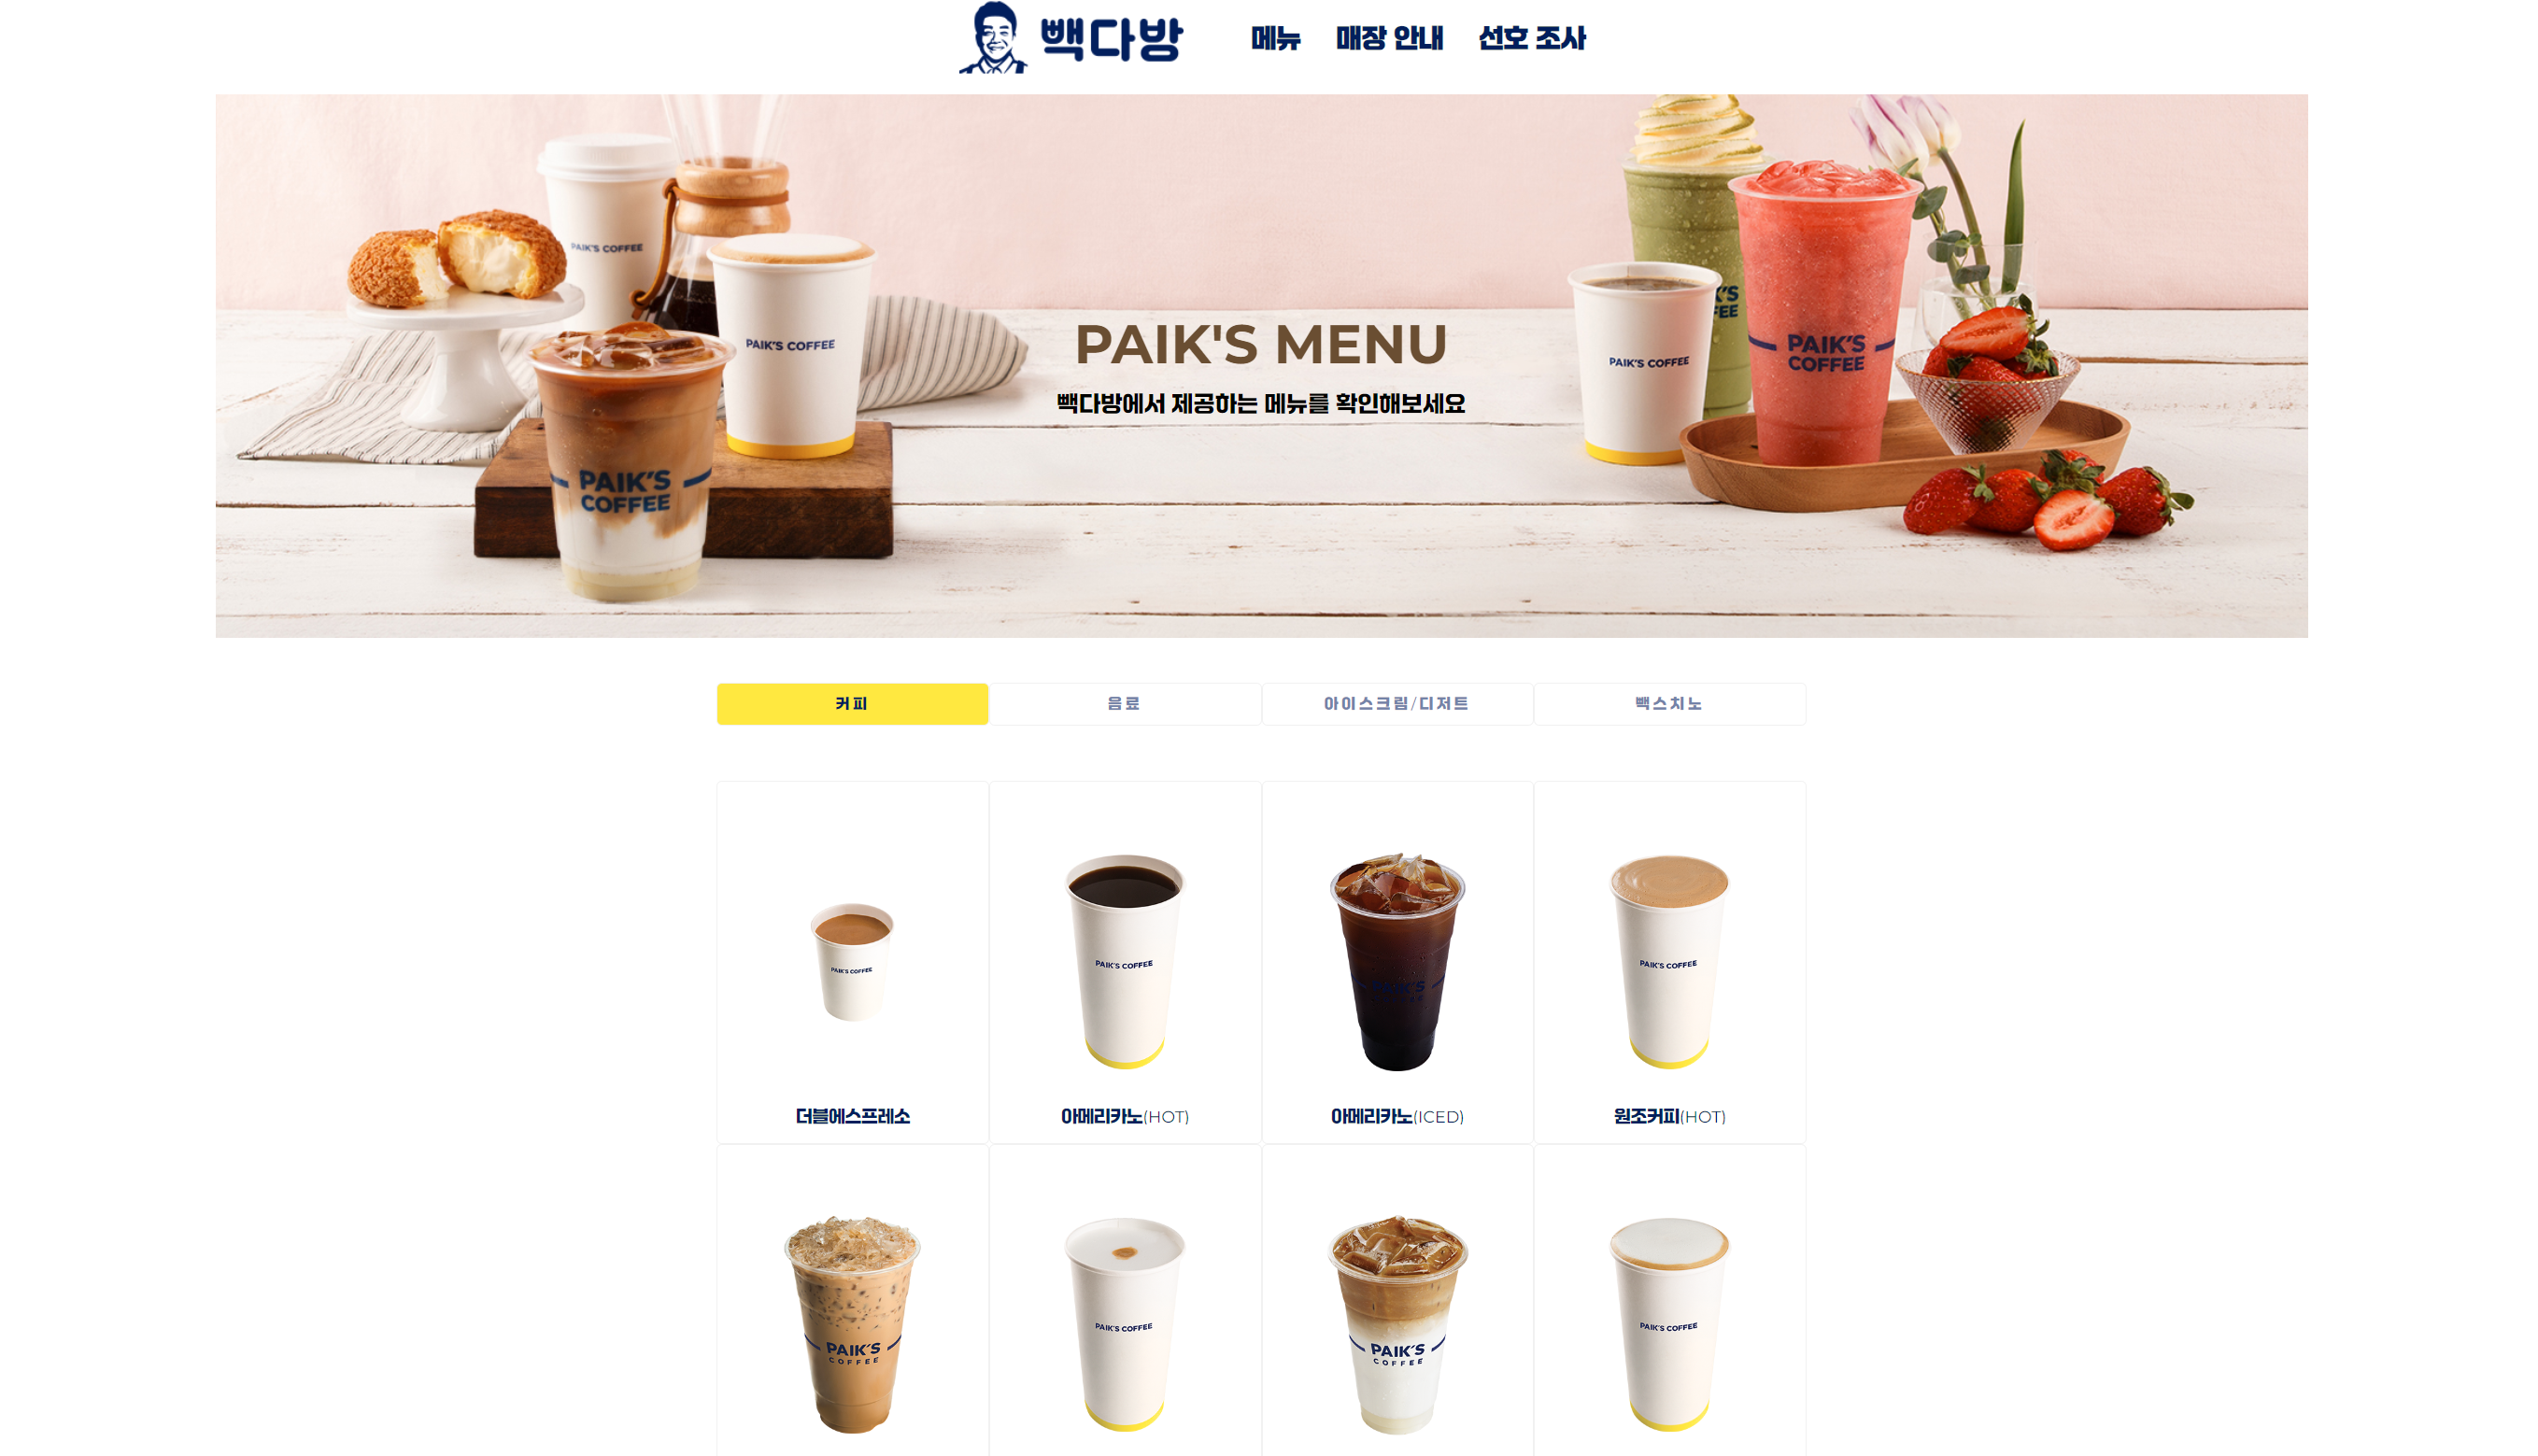 빽다방
메뉴 매장 안내 선호 조사
PAIK'S COFFEE
PAIK'S COFFEE
PAIK'S
COFFEE
PAIK'S MENU
빽다방에서 제공하는 메뉴를 확인해보세요
PAIK'S COFFEE
PAIK'S
COFFEE
커피 음료 아이스크림/디저트 빽스치노
PAIK'S COFFEE
PAIK'S COFFEE
PAIK'S
COFFEE
PAIK'S COFFEE
더블에스프레소 아메리카노(HOT) 아메리카노(ICED) 원조커피(HOT)
PAIK'S
COFFEE
PAIK'S COFFEE
PAIK'S
COFFEE
PAIK'S COFFEE